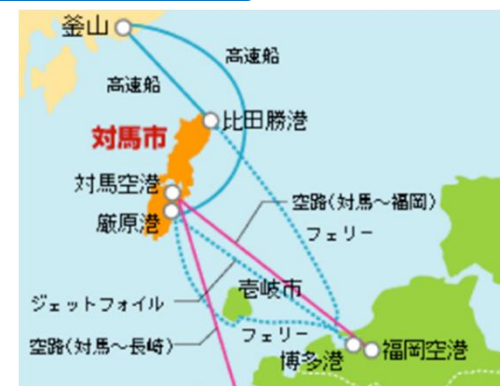 釜山
高速船
高速船
比田勝港
対馬市
対馬空港
厳原港
空路(対馬～福岡)
フェリー
ジェットフォイル
壱岐市
フェリー
空路(対馬～長崎)
博多港
福岡空港